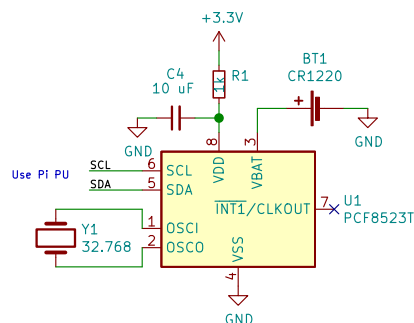 +3.3V
C4
10 uF
R1
1k
BT1
CR1220
GND
GND
8
3
VDD
VBAT
Use Pi PU
SCL
6
SCL
SDA
5
SDA
INT1/CLKOUT
7
U1
PCF8523T
Y1
32.768
1
OSCI
2
OSCO
VSS
4
GND